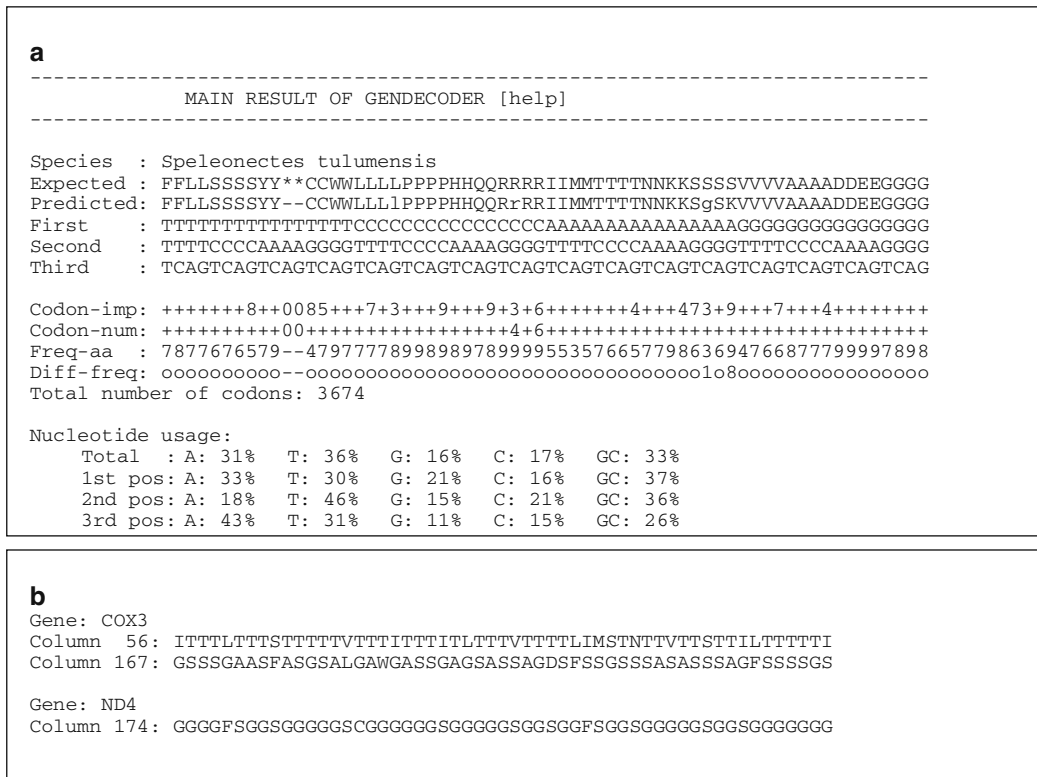 a
MAIN RESULT OF GENDECODER [help]
Species : Speleonectes tulumensis
Expected : FFLLSSSSYY**CCWWLLLLPPPPHHQQRRRRIIMMTTTTNNKKSSSSVVVVAAAADDEEGGGG
Predicted: FFLLSSSSYY--CCWWLLLlPPPPHHQQRrRRIIMMTTTTNNKKSgSKVVVVAAAADDEEGGGG
First : TTTTTTTTTTTTTTTTCCCCCCCCCCCCCCCCAAAAAAAAAAAAAAAAGGGGGGGGGGGGGGGG
Second : TTTTCCCCAAAAGGGGTTTTCCCCAAAAGGGGTTTTCCCCAAAAGGGGTTTTCCCCAAAAGGGG
Third : TCAGTCAGTCAGTCAGTCAGTCAGTCAGTCAGTCAGTCAGTCAGTCAGTCAGTCAGTCAGTCAG
Codon-imp: +++++++8++0085+++7+3+++9+++9+3+6+++++++4+++473+9+++7+++4++++++++
Codon-num: ++++++++++00+++++++++++++++++4+6++++++++++++++++++++++++++++++++
Freq-aa : 7877676579--4797777899898978999955357665779863694766877799997898
Diff-freq: oooooooooo--ooooooooooooooooooooooooooooooooo1o8oooooooooooooooo
Total number of codons: 3674
Nucleotide usage:
Total : A: 31% T: 36% G: 16% C: 17% GC: 33%
1st pos: A: 33% T: 30% G: 21% C: 16% GC: 37%
2nd pos: A: 18% T: 46% G: 15% C: 21% GC: 36%
3rd pos: A: 43% T: 31% G: 11% C: 15% GC: 26%
b
Gene: COX3
Column 56: ITTTLTTTSTTTTTVTTTITTTITLTTTVTTTTLIMSTNTTVTTSTTILTTTTTI
Column 167: GSSSGAASFASGSALGAWGASSGAGSASSAGDSFSSGSSSASASSSAGFSSSSGS
Gene: ND4
Column 174: GGGGFSGGSGGGGGSCGGGGGGSGGGGGSGGSGGFSGGSGGGGGSGGSGGGGGGG